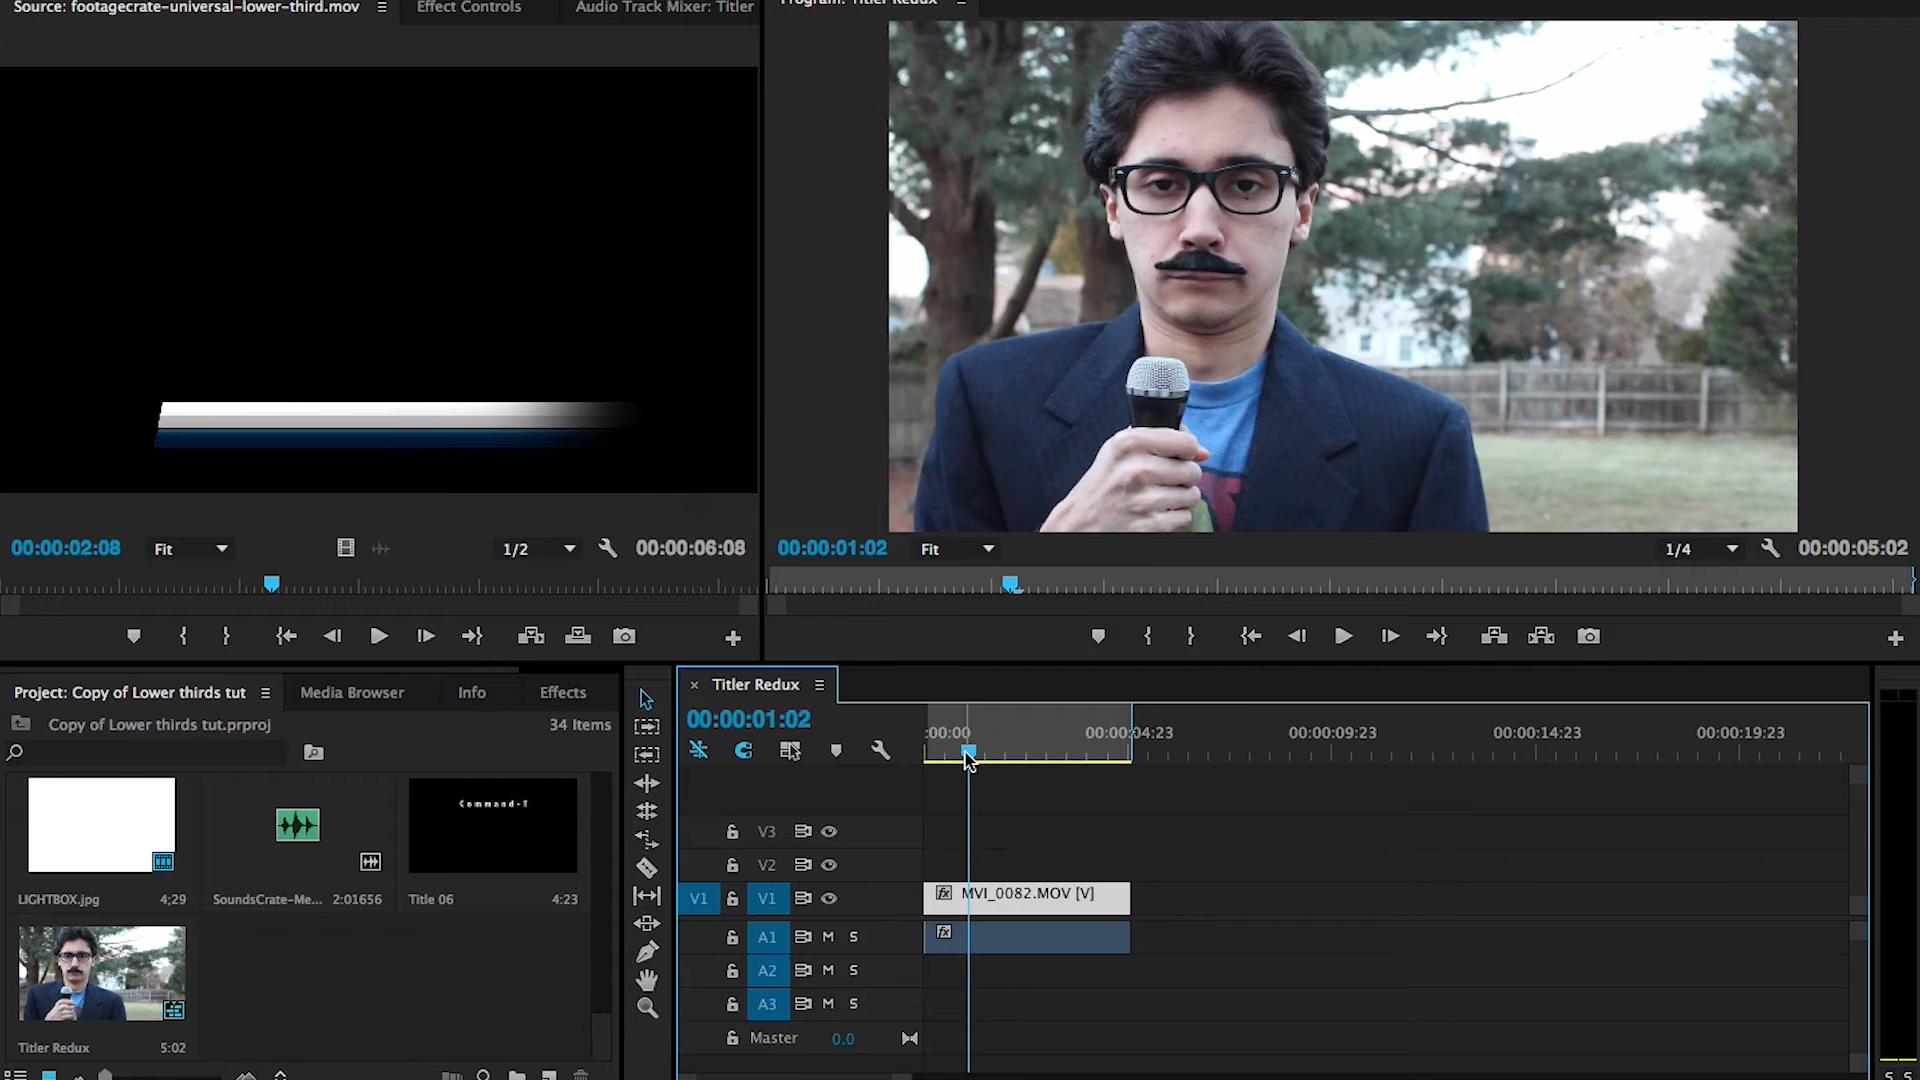 Source: footagecrate-universal-lower-third.mov
Effect Controls
Audio Track Mixer: Titler
Program: Titler Redux
00:00:02:08
Fit
1/2
00:00:06:08
00:00:01:02
Fit
1/4
00:00:05:02
Project: Copy of Lower thirds tut
Media Browser
Info
Effects
Copy of Lower thirds tut.prproj
34 Items
Command-T
LIGHTBOX.jpg
4;29
SoundsCrate-Me...
2:01656
Title 06
4:23
Titler Redux
5:02
Titler Redux
00:00:01:02
:00:00
00:00:04:23
00:00:09:23
00:00:14:23
00:00:19:23
V3
V2
V1
V1
fx
MVI_0082.MOV [V]
A1
M
S
fx
A2
M
S
A3
M
S
Master
0.0
S S